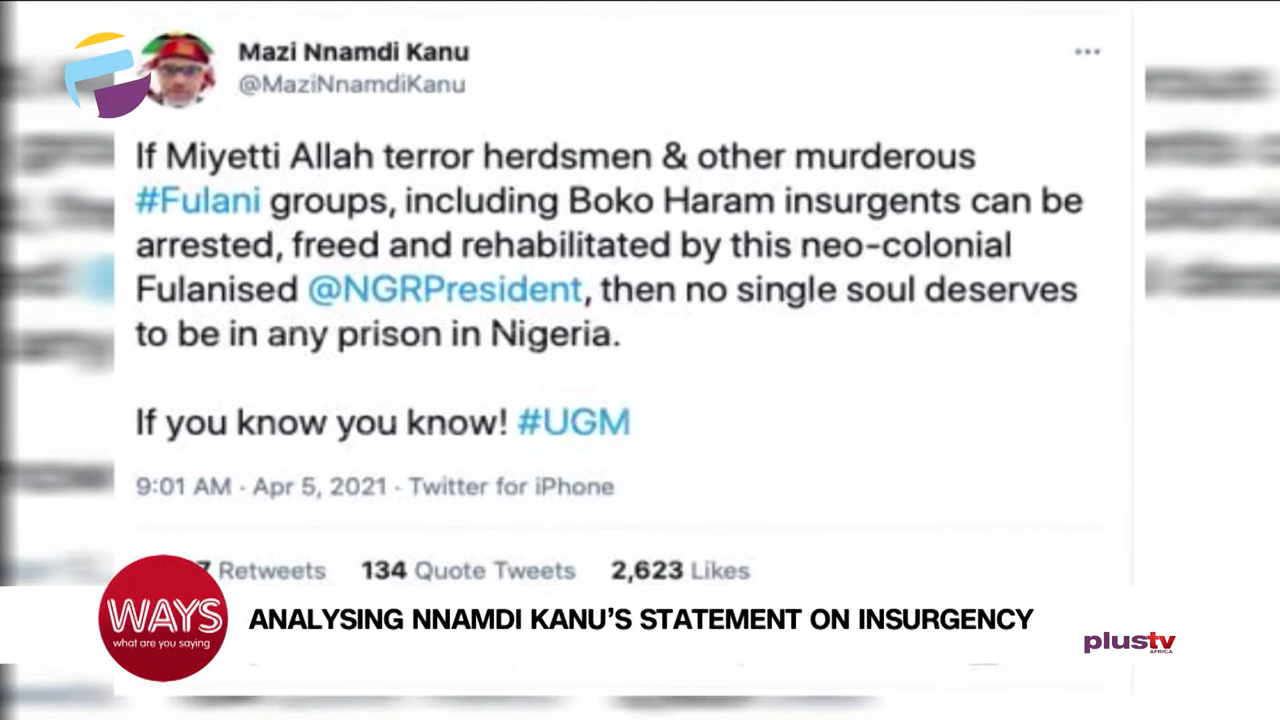 Mazi Nnamdi Kanu
@MaziNnamdiKanu
If Miyetti Allah terror herdsmen & other murderous
#Fulani groups, including Boko Haram insurgents can be
arrested, freed and rehabilitated by this neo-colonial
Fulanised @NGRPresident, then no single soul deserves
to be in any prison in Nigeria.
If you know you know! #UGM
9:01 AM · Apr 5, 2021 · Twitter for iPhone
7 Retweets 134 Quote Tweets 2,623 Likes
WAYS
what are you saying
ANALYSING NNAMDI KANU'S STATEMENT ON INSURGENCY
plustv
AFRICA